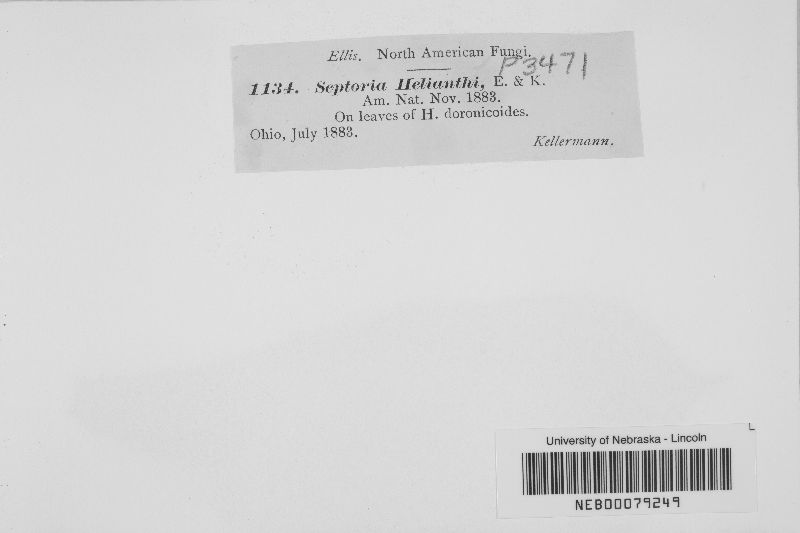 Ellis. North American Fungi.
P3471
1134. Septoria Helianthi, E. & K.
Am. Nat. Nov. 1883.
On leaves of H. doronicoides.
Ohio, July 1883.
Kellermann.
University of Nebraska - Lincoln
NEB00079249
L